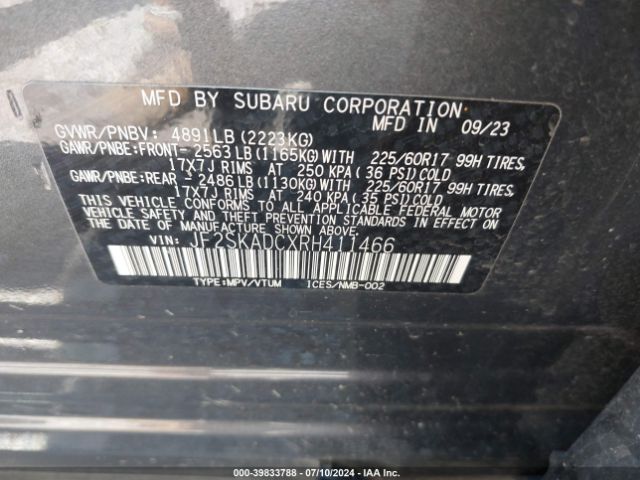 MFD BY SUBARU CORPORATION
MFD IN 09/23
GVWR/PNBV: 4891LB (2223KG)
GAWR/PNBE:FRONT- 2563LB (1165KG) WITH 225/60R17 99H TIRES,
17X7J RIMS AT 250 KPA (36 PSI) COLD
GAWR/PNBE:REAR - 2486LB (1130KG) WITH 225/60R17 99H TIRES,
17X7J RIMS AT 240 KPA (35 PSI) COLD
THIS VEHICLE CONFORMS TO ALL APPLICABLE FEDERAL MOTOR
VEHICLE SAFETY AND THEFT PREVENTION STANDARDS IN EFFECT ON
THE DATE OF MANUFACTURE SHOWN ABOVE.
VIN: JF2SKADCXRH411466
TYPE:MPV/VTUM ICES/NMB-002
000-39833788 - 07/10/2024 - IAA Inc.